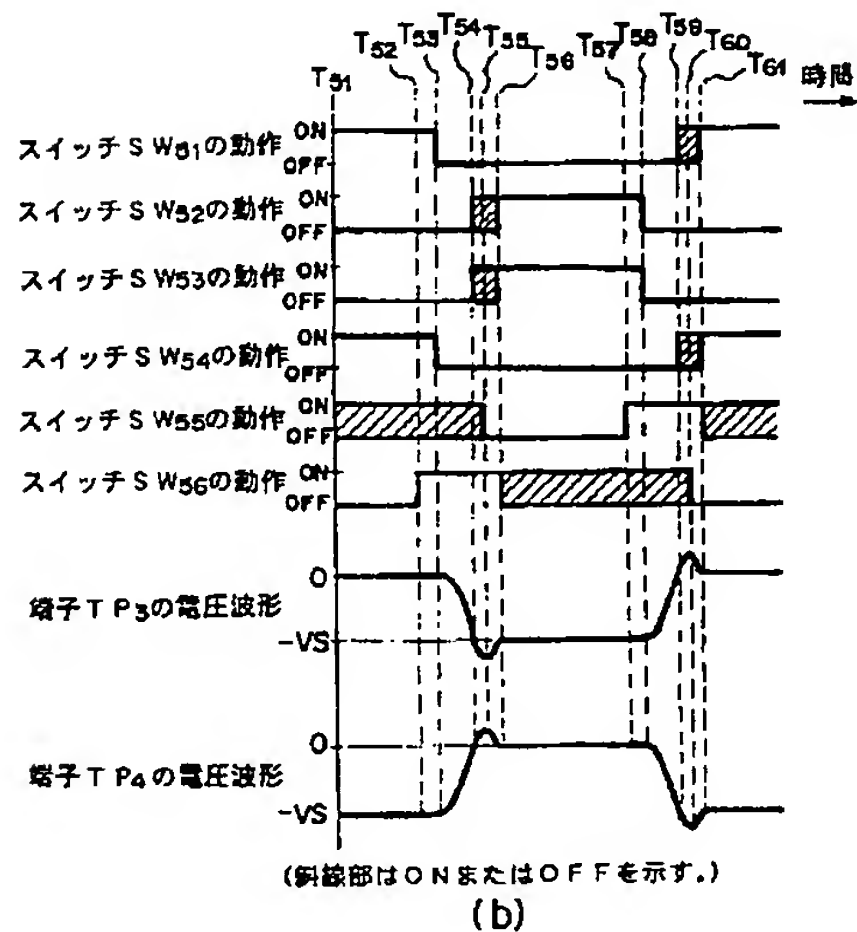 T51 T52 T53 T54 T55 T56 T57 T58 T59 T60 T61 時間
スイッチSW51の動作 ON OFF
スイッチSW52の動作 ON OFF
スイッチSW53の動作 ON OFF
スイッチSW54の動作 ON OFF
スイッチSW55の動作 ON OFF
スイッチSW56の動作 ON OFF
端子TP3の電圧波形 0 -VS
端子TP4の電圧波形 0 -VS
(斜線部はONまたはOFFを示す。)
(b)